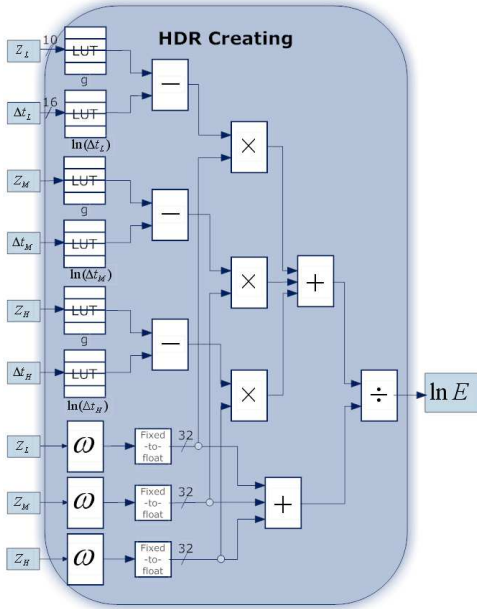 HDR Creating
Z_L
10
LUT
g
Δt_L
16
LUT
ln(Δt_L)
−
×
Z_M
LUT
g
Δt_M
LUT
ln(Δt_M)
−
×
+
Z_H
LUT
g
Δt_H
LUT
ln(Δt_H)
−
×
÷
ln E
Z_L
ω
Fixed
-to-
float
32
Z_M
ω
Fixed
-to-
float
32
+
Z_H
ω
Fixed
-to-
float
32